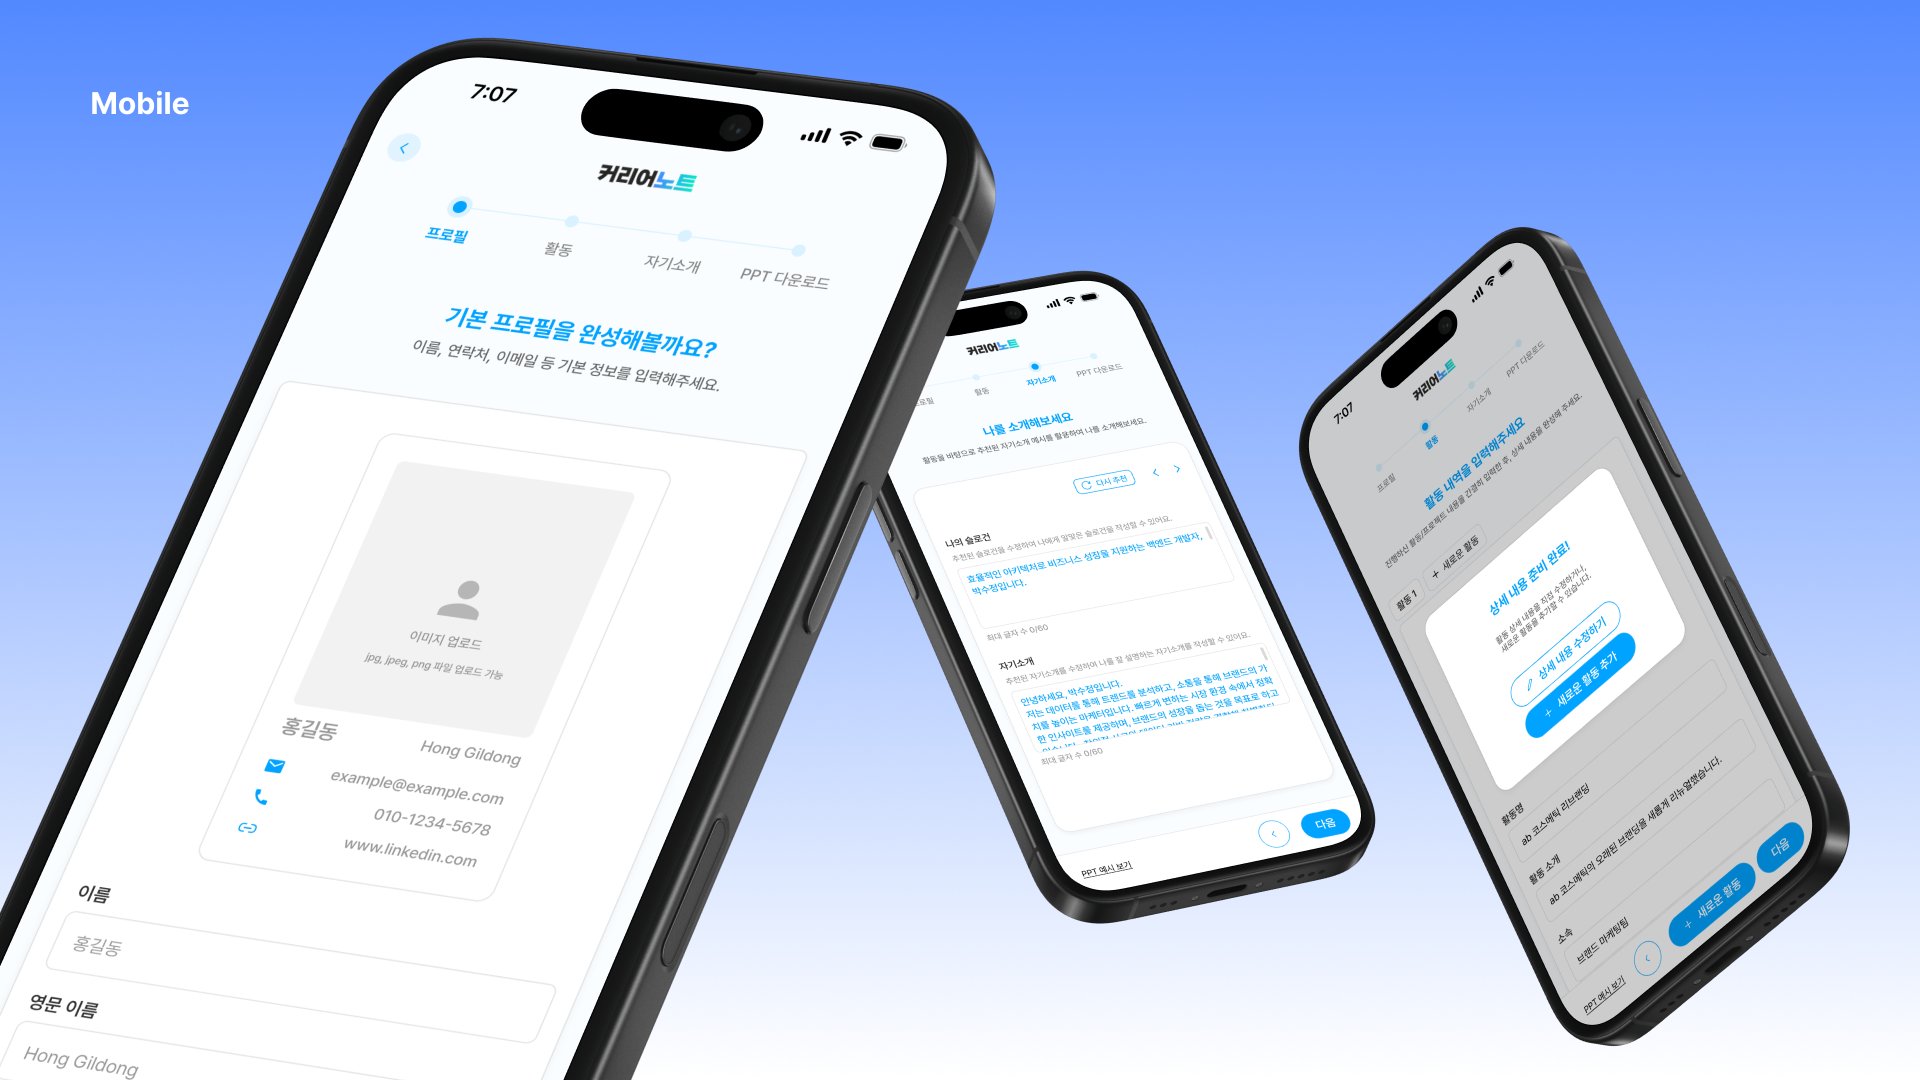 Mobile
7:07
커리어노트
프로필
활동
자기소개
PPT 다운로드
기본 프로필을 완성해볼까요?
이름, 연락처, 이메일 등 기본 정보를 입력해주세요.
이미지 업로드
jpg, jpeg, png 파일 업로드 가능
홍길동
Hong Gildong
example@example.com
010-1234-5678
www.linkedin.com
이름
홍길동
영문 이름
Hong Gildong
커리어노트
로필
활동
자기소개
PPT 다운로드
나를 소개해보세요
활동을 바탕으로 추천된 자기소개 예시를 활용하여 나를 소개해보세요.
다시 추천
나의 슬로건
추천된 슬로건을 수정하여 나에게 알맞은 슬로건을 작성할 수 있어요.
효율적인 아키텍처로 비즈니스 성장을 지원하는 백엔드 개발자,
박수정입니다.
최대 글자 수 0/60
자기소개
추천된 자기소개를 수정하여 나를 잘 설명하는 자기소개를 작성할 수 있어요.
안녕하세요, 박수정입니다.
저는 데이터를 통해 트렌드를 분석하고, 소통을 통해 브랜드의 가
치를 높이는 마케터입니다. 빠르게 변하는 시장 환경 속에서 정확
한 인사이트를 제공하며, 브랜드의 성장을 돕는 것을 목표로 하고
최대 글자 수 0/60
PPT 예시 보기
다음
7:07
커리어노트
프로필
활동
자기소개
PPT 다운로드
활동 내역을 입력해주세요
진행하신 활동/프로젝트 내용을 간결히 입력한 후, 상세 내용을 완성해 주세요.
활동 1
+ 새로운 활동
상세 내용 준비 완료!
활동 상세 내용을 직접 수정하거나,
새로운 활동을 추가할 수 있습니다.
상세 내용 수정하기
+ 새로운 활동 추가
활동명
ab 코스메틱 리브랜딩
활동 소개
ab 코스메틱의 오래된 브랜딩을 새롭게 리뉴얼했습니다.
소속
브랜드 마케팅팀
PPT 예시 보기
+ 새로운 활동
다음